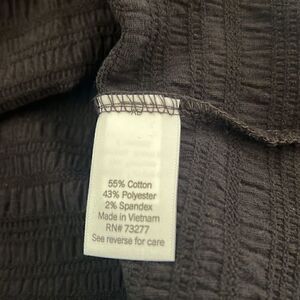 55% Cotton
43% Polyester
2% Spandex
Made in Vietnam
RN# 73277
See reverse for care